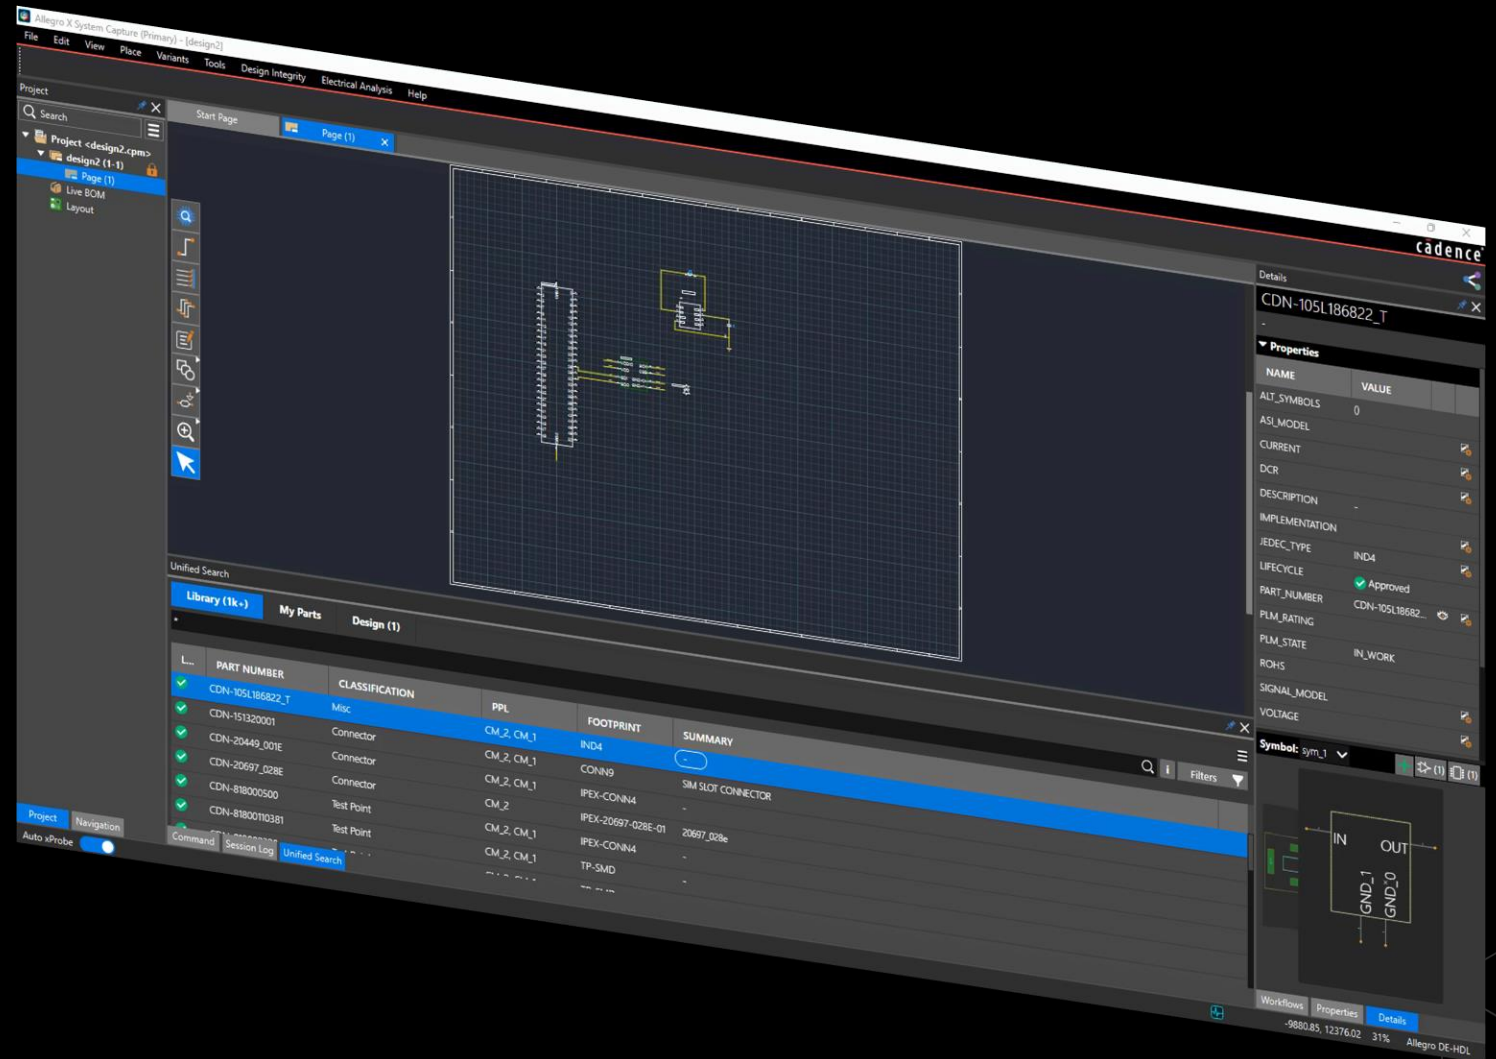 Allegro X System Capture (Primary) - [design2]
File Edit View Place Variants Tools Design Integrity Electrical Analysis Help
cādence
Project
Search
Project <design2.cpm>
design2 (1-1)
Page (1)
Live BOM
Layout
Start Page
Page (1)
Unified Search
Library (1k+) My Parts Design (1)
*
Filters
L... PART NUMBER CLASSIFICATION PPL FOOTPRINT SUMMARY
CDN-105L186822_T Misc CM_2, CM_1 IND4 -
CDN-151320001 Connector CM_2, CM_1 CONN9 SIM SLOT CONNECTOR
CDN-20449_001E Connector CM_2, CM_1 IPEX-CONN4 -
CDN-20697_028E Connector CM_2 IPEX-20697-028E-01 20697_028e
CDN-818000500 Test Point CM_2, CM_1 IPEX-CONN4 -
CDN-81800110381 Test Point CM_2, CM_1 TP-SMD -
Command Session Log Unified Search
Project Navigation
Auto xProbe
Details
CDN-105L186822_T
-
Properties
NAME VALUE
ALT_SYMBOLS ()
ASI_MODEL
CURRENT
DCR
DESCRIPTION -
IMPLEMENTATION
JEDEC_TYPE IND4
LIFECYCLE Approved
PART_NUMBER CDN-105L18682...
PLM_RATING
PLM_STATE IN_WORK
ROHS
SIGNAL_MODEL
VOLTAGE
Symbol: sym_1 (1) (1)
IN OUT
GND_1 GND_0
Workflows Properties Details
-9880.85, 12376.02 31% Allegro DE-HDL